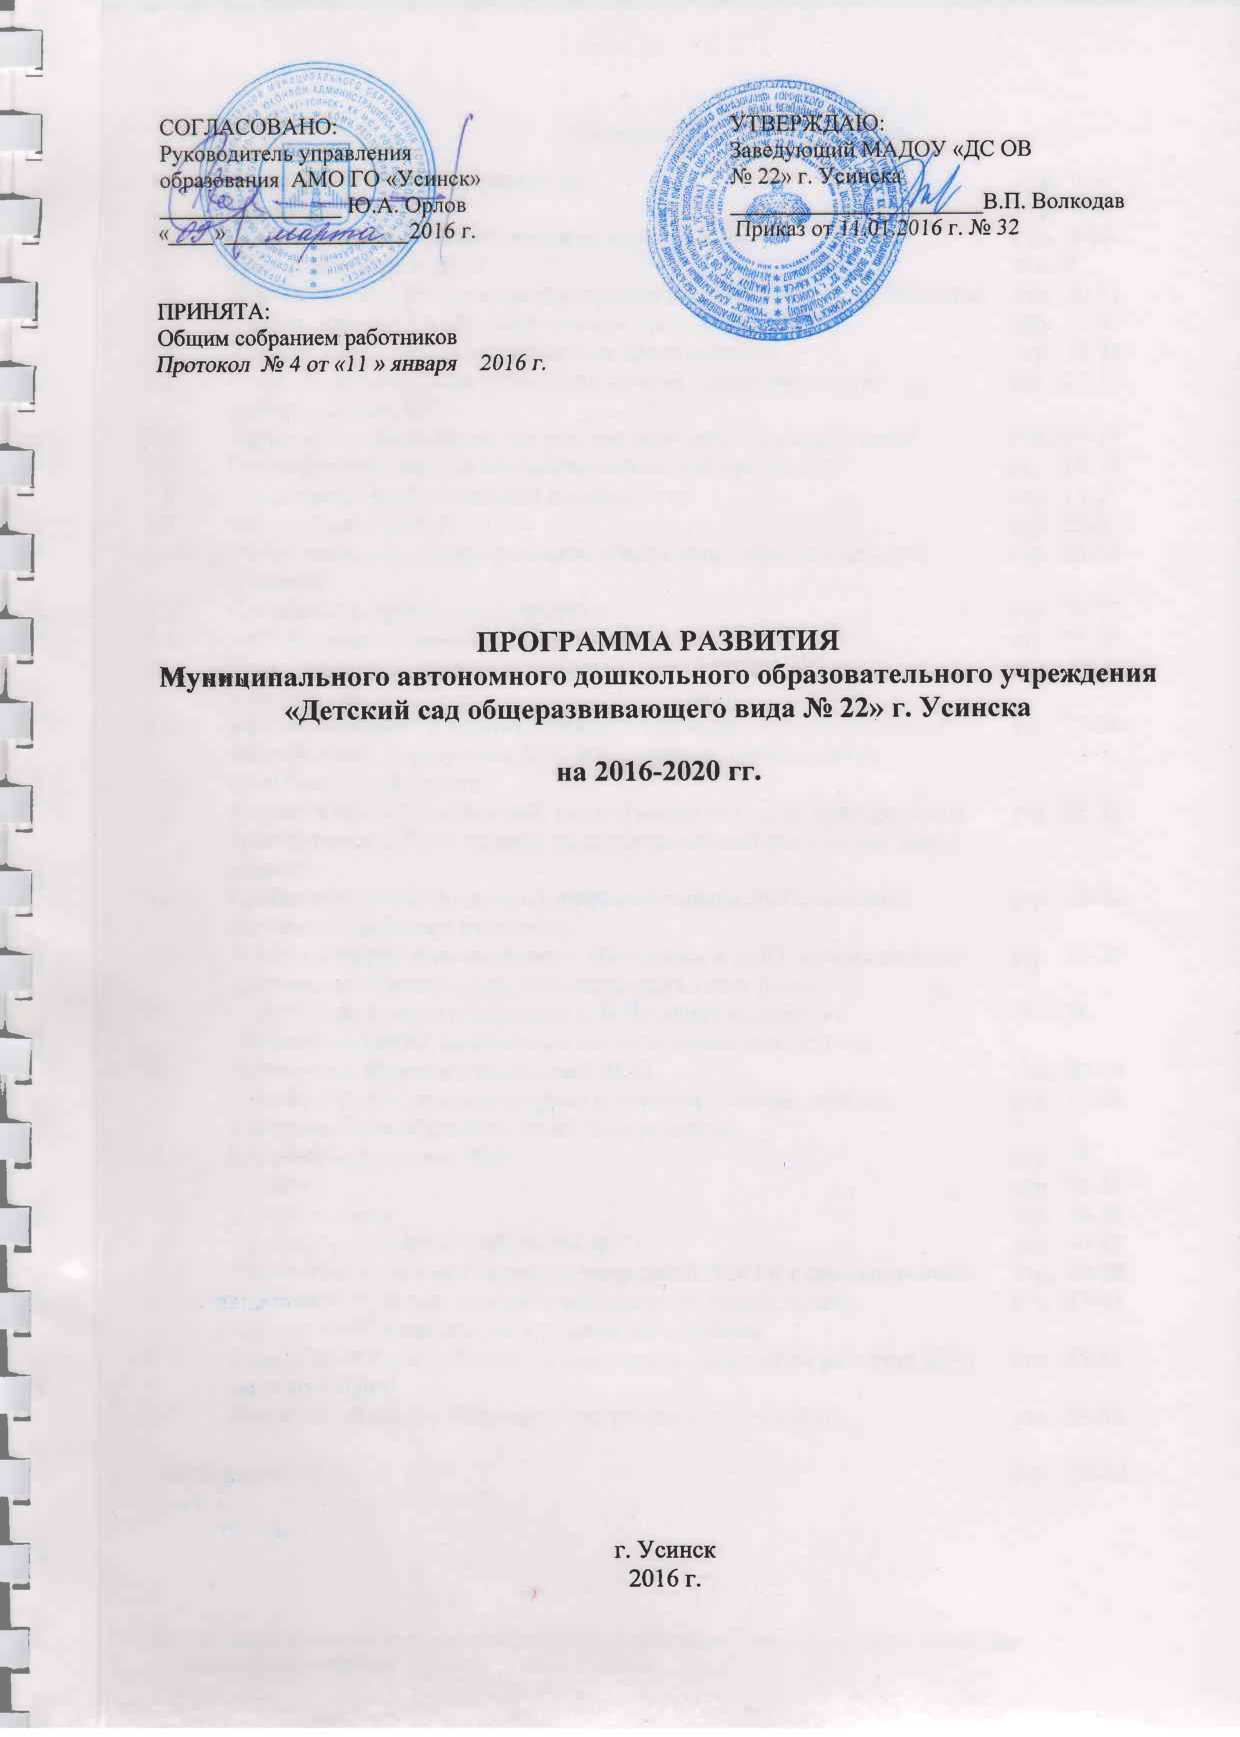 СОГЛАСОВАНО:
Руководитель управления
образования АМО ГО «Усинск»
Ю.А. Орлов
«09» марта 2016 г.
УТВЕРЖДАЮ:
Заведующий МАДОУ «ДС ОВ
№ 22» г. Усинска
В.П. Волкодав
Приказ от 11.01.2016 г. № 32
ПРИНЯТА:
Общим собранием работников
Протокол № 4 от «11 » января 2016 г.
ПРОГРАММА РАЗВИТИЯ
Муниципального автономного дошкольного образовательного учреждения
«Детский сад общеразвивающего вида № 22» г. Усинска
на 2016-2020 гг.
г. Усинск
2016 г.